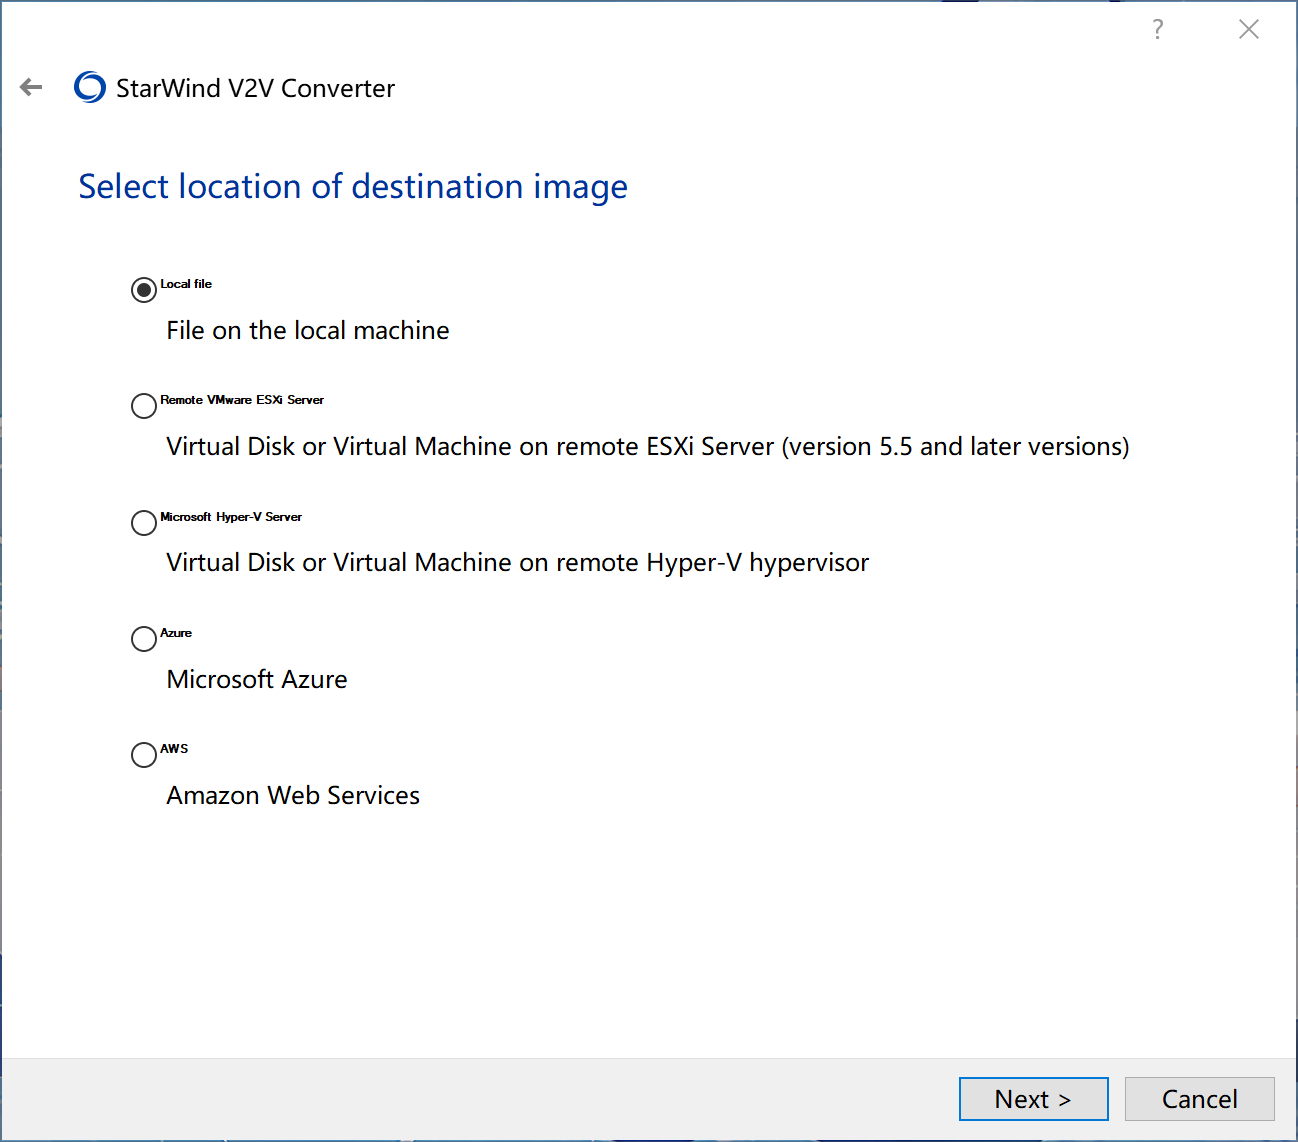 ?
StarWind V2V Converter
Select location of destination image
Local file
File on the local machine
Remote VMware ESXi Server
Virtual Disk or Virtual Machine on remote ESXi Server (version 5.5 and later versions)
Microsoft Hyper-V Server
Virtual Disk or Virtual Machine on remote Hyper-V hypervisor
Azure
Microsoft Azure
AWS
Amazon Web Services
Next > Cancel